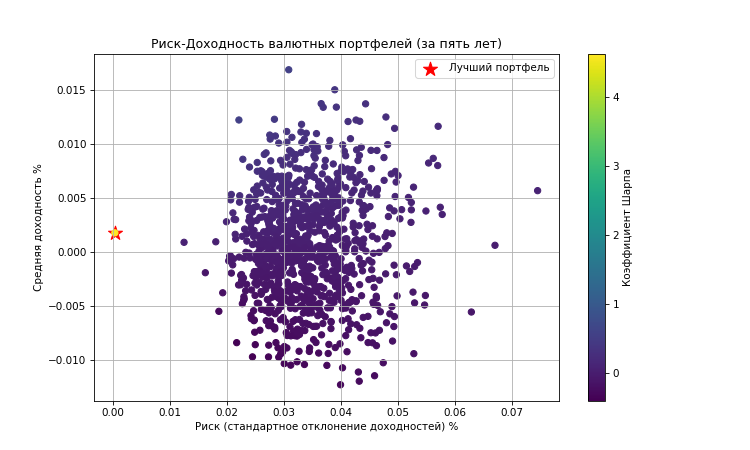 Риск-Доходность валютных портфелей (за пять лет)
Лучший портфель
Средняя доходность %
0.015
0.010
0.005
0.000
−0.005
−0.010
0.00 0.01 0.02 0.03 0.04 0.05 0.06 0.07
Риск (стандартное отклонение доходностей) %
4
3
2
1
0
Коэффициент Шарпа